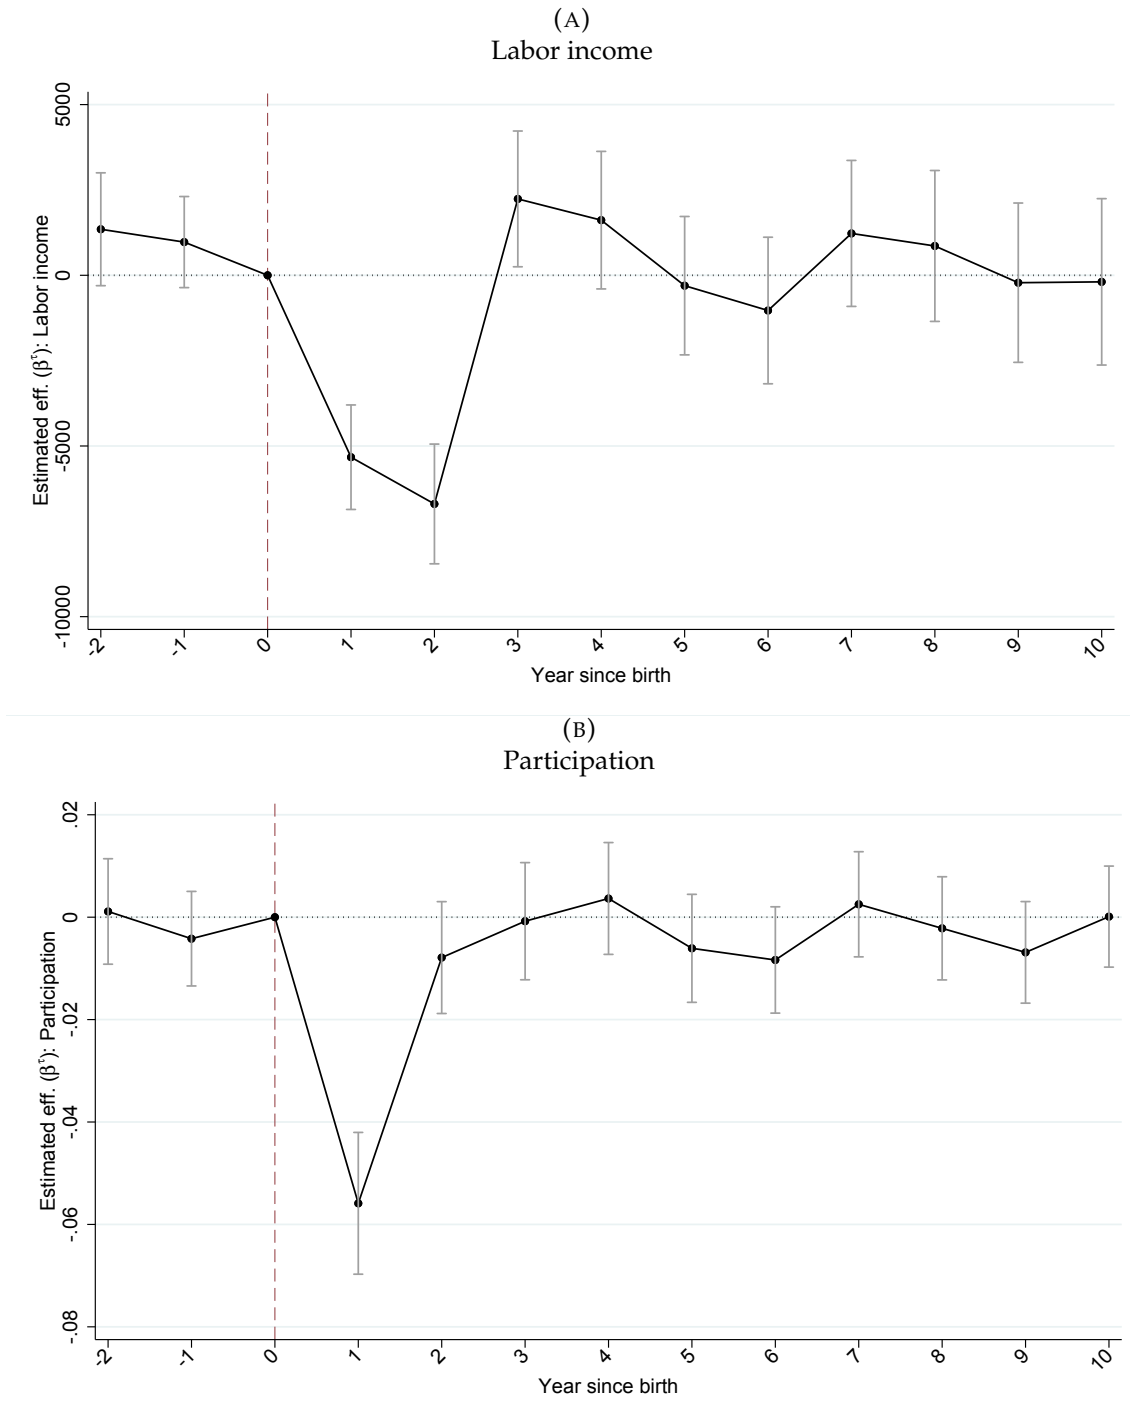 (A)
Labor income
Estimated eff. (βᵗ): Labor income
5000
0
-5000
-10000
-2 -1 0 1 2 3 4 5 6 7 8 9 10
Year since birth
(B)
Participation
Estimated eff. (βᵗ): Participation
.02
0
-.02
-.04
-.06
-.08
-2 -1 0 1 2 3 4 5 6 7 8 9 10
Year since birth